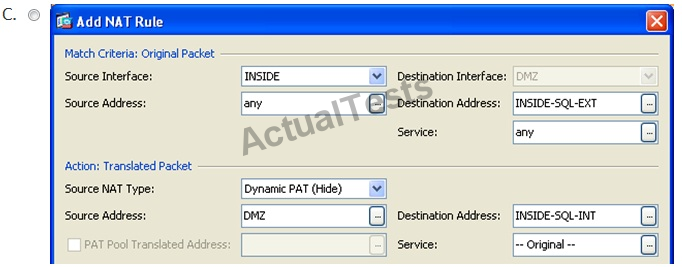 C.
Add NAT Rule
Match Criteria: Original Packet
Source Interface: INSIDE Destination Interface: DMZ
Source Address: any ... Destination Address: INSIDE-SQL-EXT ...
Service: any ...
ActualTests
Action: Translated Packet
Source NAT Type: Dynamic PAT (Hide)
Source Address: DMZ ... Destination Address: INSIDE-SQL-INT ...
PAT Pool Translated Address: ... Service: -- Original -- ...